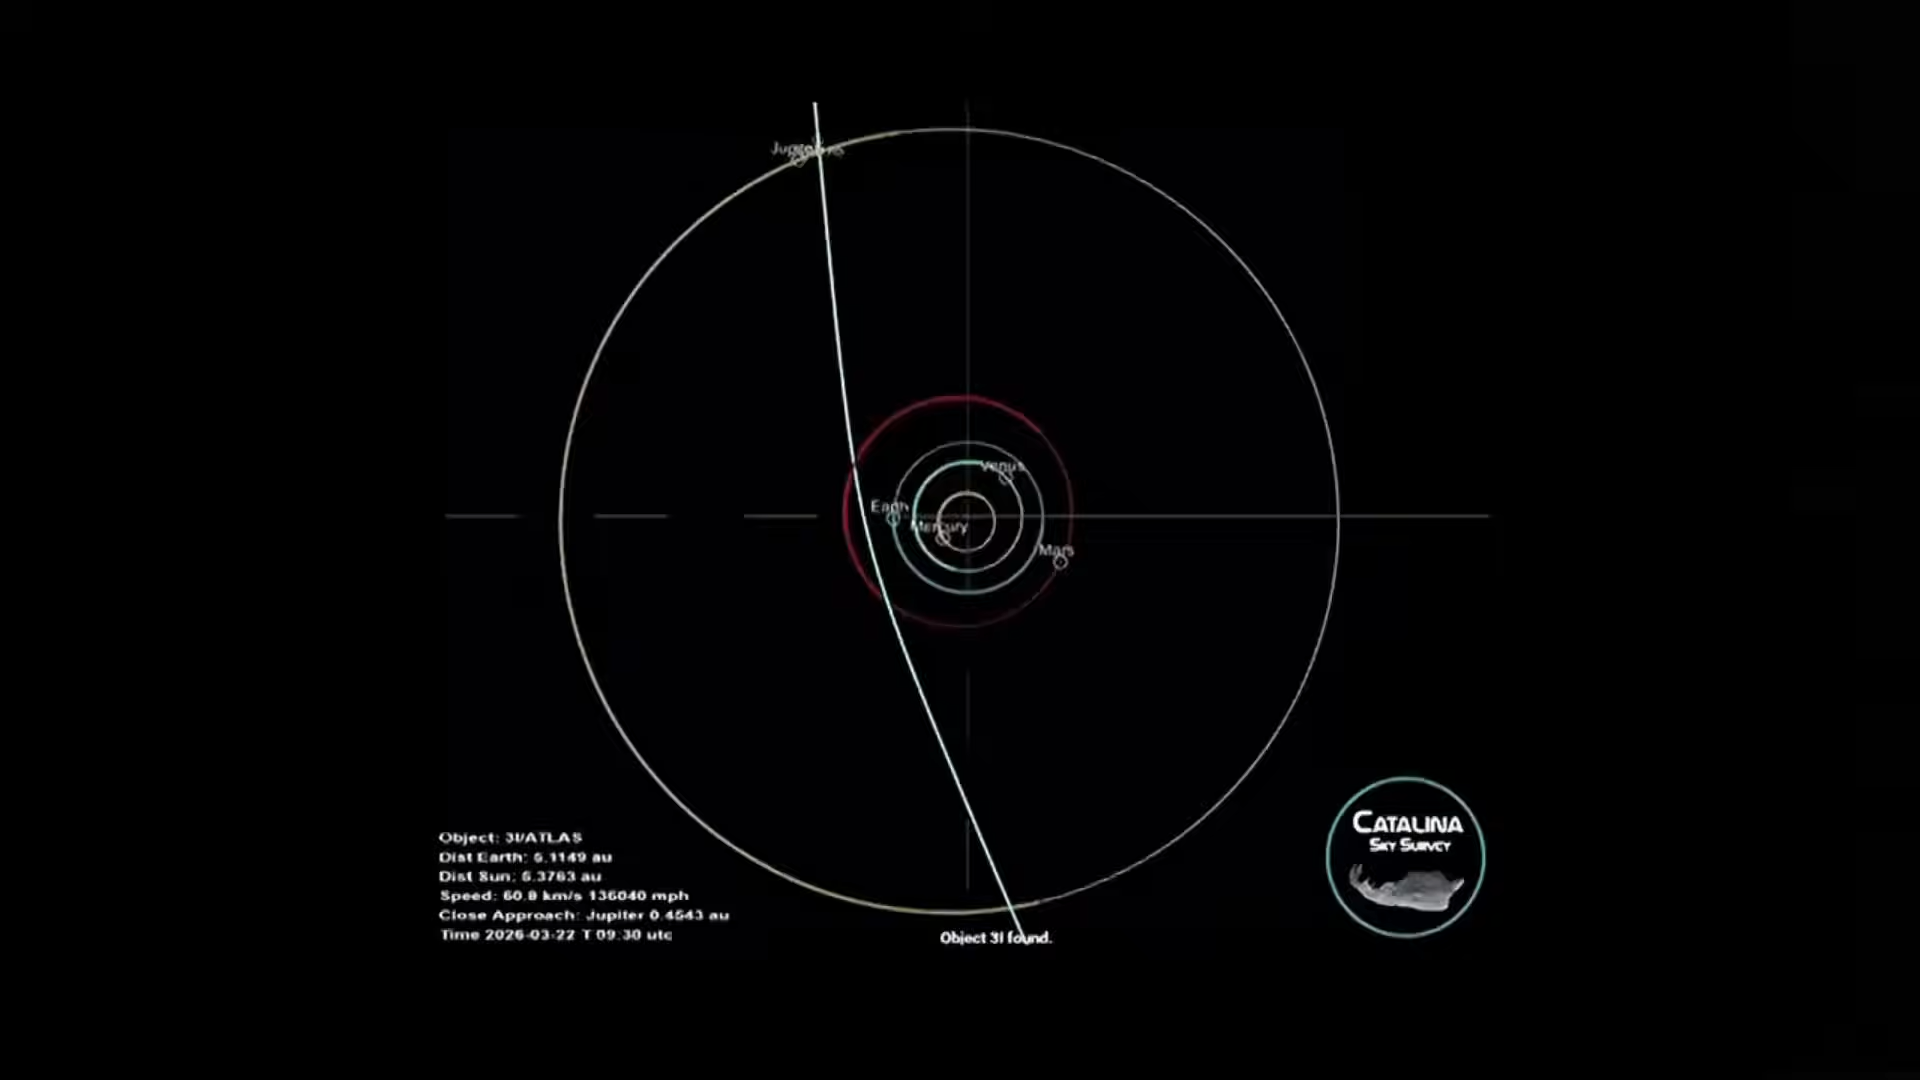 Jupiter
Venus
Earth
Mercury
Mars
Object: 3I/ATLAS
Dist Earth: 5.1149 au
Dist Sun: 5.3763 au
Speed: 60.8 km/s 136040 mph
Close Approach: Jupiter 0.4543 au
Time 2026-03-22 T 09:30 utc
Object 3I found.
CATALINA
SKY SURVEY